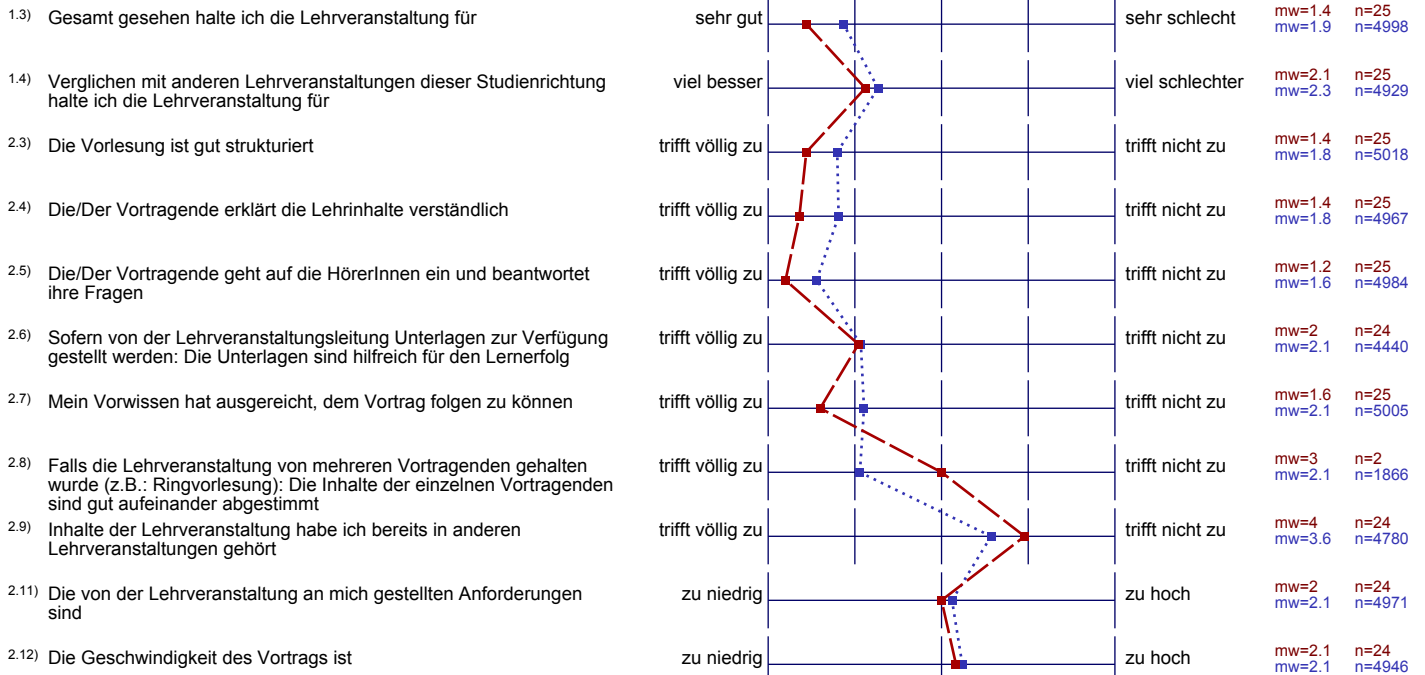 1.3) Gesamt gesehen halte ich die Lehrveranstaltung für sehr gut sehr schlecht mw=1.4 n=25
mw=1.9 n=4998
1.4) Verglichen mit anderen Lehrveranstaltungen dieser Studienrichtung viel besser viel schlechter mw=2.1 n=25
halte ich die Lehrveranstaltung für mw=2.3 n=4929
2.3) Die Vorlesung ist gut strukturiert trifft völlig zu trifft nicht zu mw=1.4 n=25
mw=1.8 n=5018
2.4) Die/Der Vortragende erklärt die Lehrinhalte verständlich trifft völlig zu trifft nicht zu mw=1.4 n=25
mw=1.8 n=4967
2.5) Die/Der Vortragende geht auf die HörerInnen ein und beantwortet trifft völlig zu trifft nicht zu mw=1.2 n=25
ihre Fragen mw=1.6 n=4984
2.6) Sofern von der Lehrveranstaltungsleitung Unterlagen zur Verfügung trifft völlig zu trifft nicht zu mw=2 n=24
gestellt werden: Die Unterlagen sind hilfreich für den Lernerfolg mw=2.1 n=4440
2.7) Mein Vorwissen hat ausgereicht, dem Vortrag folgen zu können trifft völlig zu trifft nicht zu mw=1.6 n=25
mw=2.1 n=5005
2.8) Falls die Lehrveranstaltung von mehreren Vortragenden gehalten trifft völlig zu trifft nicht zu mw=3 n=2
wurde (z.B.: Ringvorlesung): Die Inhalte der einzelnen Vortragenden mw=2.1 n=1866
sind gut aufeinander abgestimmt
2.9) Inhalte der Lehrveranstaltung habe ich bereits in anderen trifft völlig zu trifft nicht zu mw=4 n=24
Lehrveranstaltungen gehört mw=3.6 n=4780
2.11) Die von der Lehrveranstaltung an mich gestellten Anforderungen zu niedrig zu hoch mw=2 n=24
sind mw=2.1 n=4971
2.12) Die Geschwindigkeit des Vortrags ist zu niedrig zu hoch mw=2.1 n=24
mw=2.1 n=4946